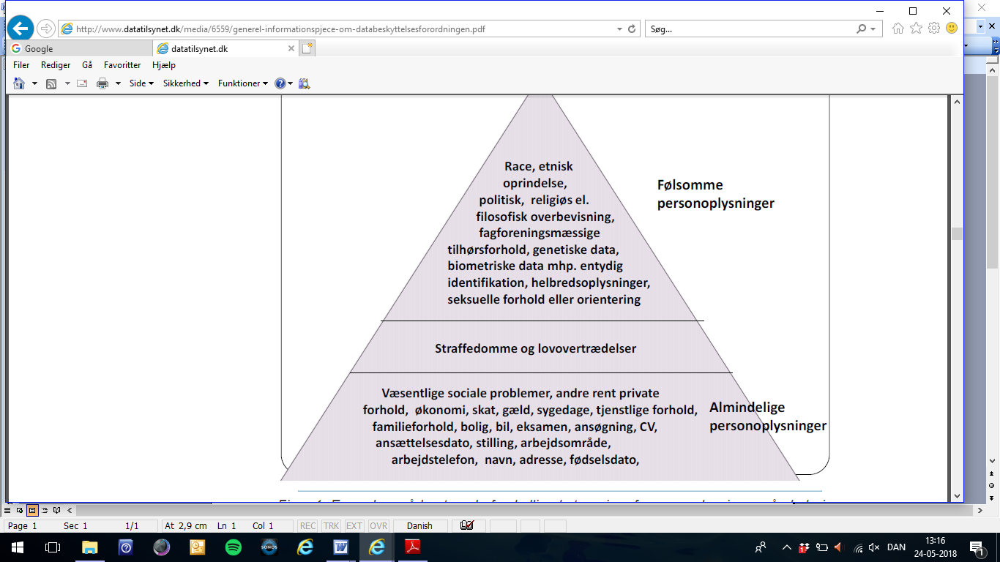 http://www.datatilsynet.dk/media/6559/generel-informationspjece-om-databeskyttelsesforordningen.pdf
Søg...
Google
datatilsynet.dk
Filer Rediger Gå Favoritter Hjælp
Side Sikkerhed Funktioner
Race, etnisk
oprindelse,
politisk, religiøs el.
filosofisk overbevisning,
fagforeningsmæssige
tilhørsforhold, genetiske data,
biometriske data mhp. entydig
identifikation, helbredsoplysninger,
seksuelle forhold eller orientering
Følsomme
personoplysninger
Straffedomme og lovovertrædelser
Væsentlige sociale problemer, andre rent private
forhold, økonomi, skat, gæld, sygedage, tjenstlige forhold,
familieforhold, bolig, bil, eksamen, ansøgning, CV,
ansættelsesdato, stilling, arbejdsområde,
arbejdstelefon, navn, adresse, fødselsdato,
Almindelige
personoplysninger
Page 1 Sec 1 1/1 At 2,9 cm Ln 1 Col 1 REC TRK EXT OVR Danish
SONOS
DAN
13:16
24-05-2018
1